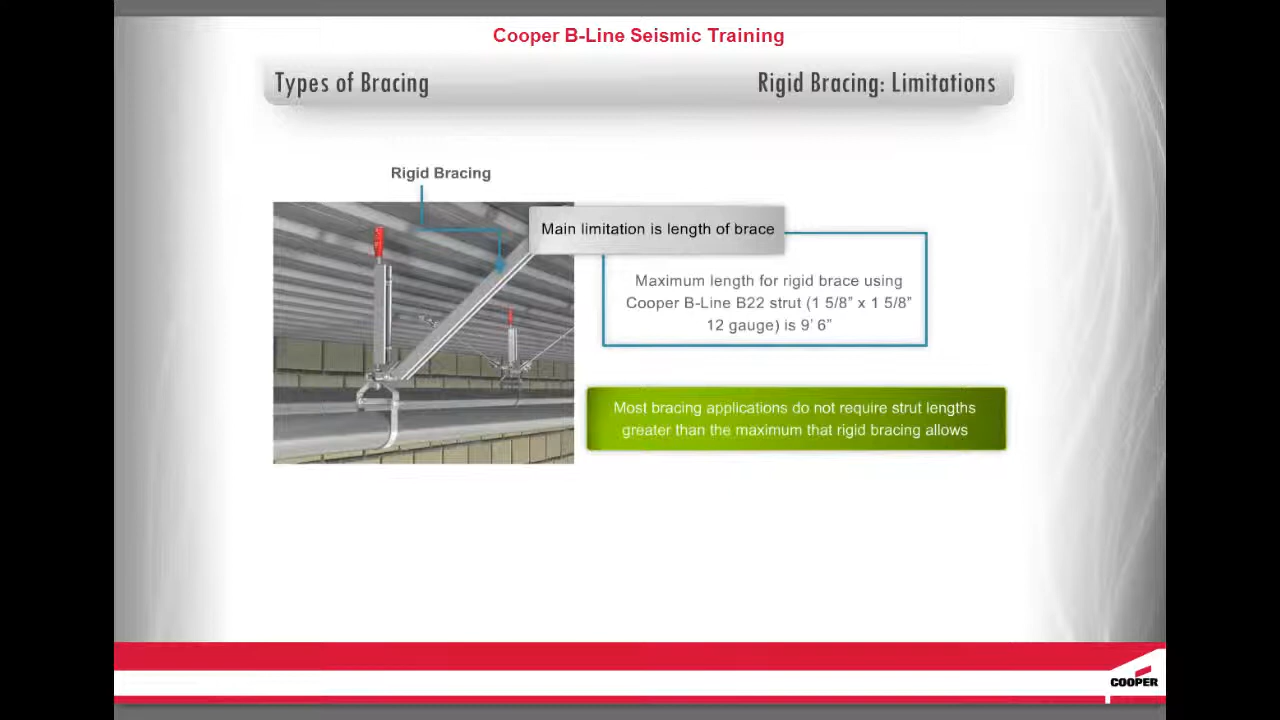 Cooper B-Line Seismic Training
Types of Bracing
Rigid Bracing: Limitations
Rigid Bracing
Main limitation is length of brace
Maximum length for rigid brace using
Cooper B-Line B22 strut (1 5/8” x 1 5/8”
12 gauge) is 9’ 6”
Most bracing applications do not require strut lengths
greater than the maximum that rigid bracing allows
COOPER